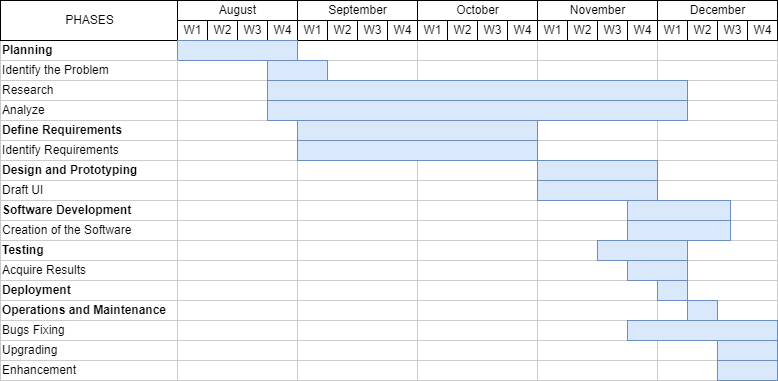 PHASES
August September October November December
W1 W2 W3 W4 W1 W2 W3 W4 W1 W2 W3 W4 W1 W2 W3 W4 W1 W2 W3 W4
Planning
Identify the Problem
Research
Analyze
Define Requirements
Identify Requirements
Design and Prototyping
Draft UI
Software Development
Creation of the Software
Testing
Acquire Results
Deployment
Operations and Maintenance
Bugs Fixing
Upgrading
Enhancement